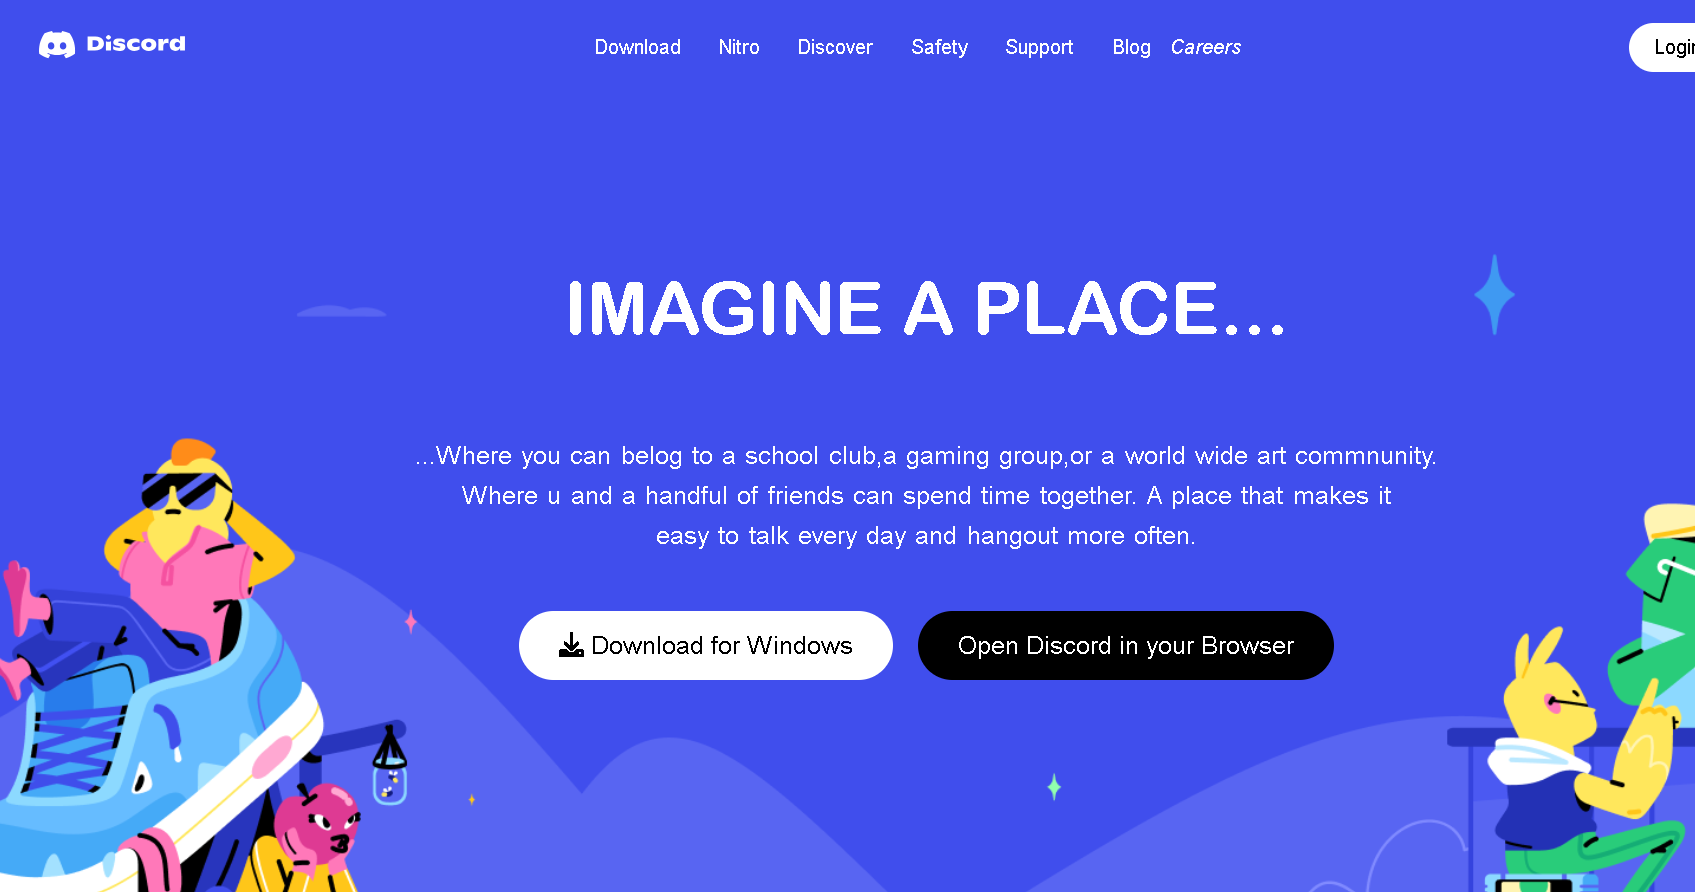 Discord
Download Nitro Discover Safety Support Blog Careers
Login
IMAGINE A PLACE...
...Where you can belog to a school club,a gaming group,or a world wide art commnunity.
Where u and a handful of friends can spend time together. A place that makes it
easy to talk every day and hangout more often.
Download for Windows
Open Discord in your Browser